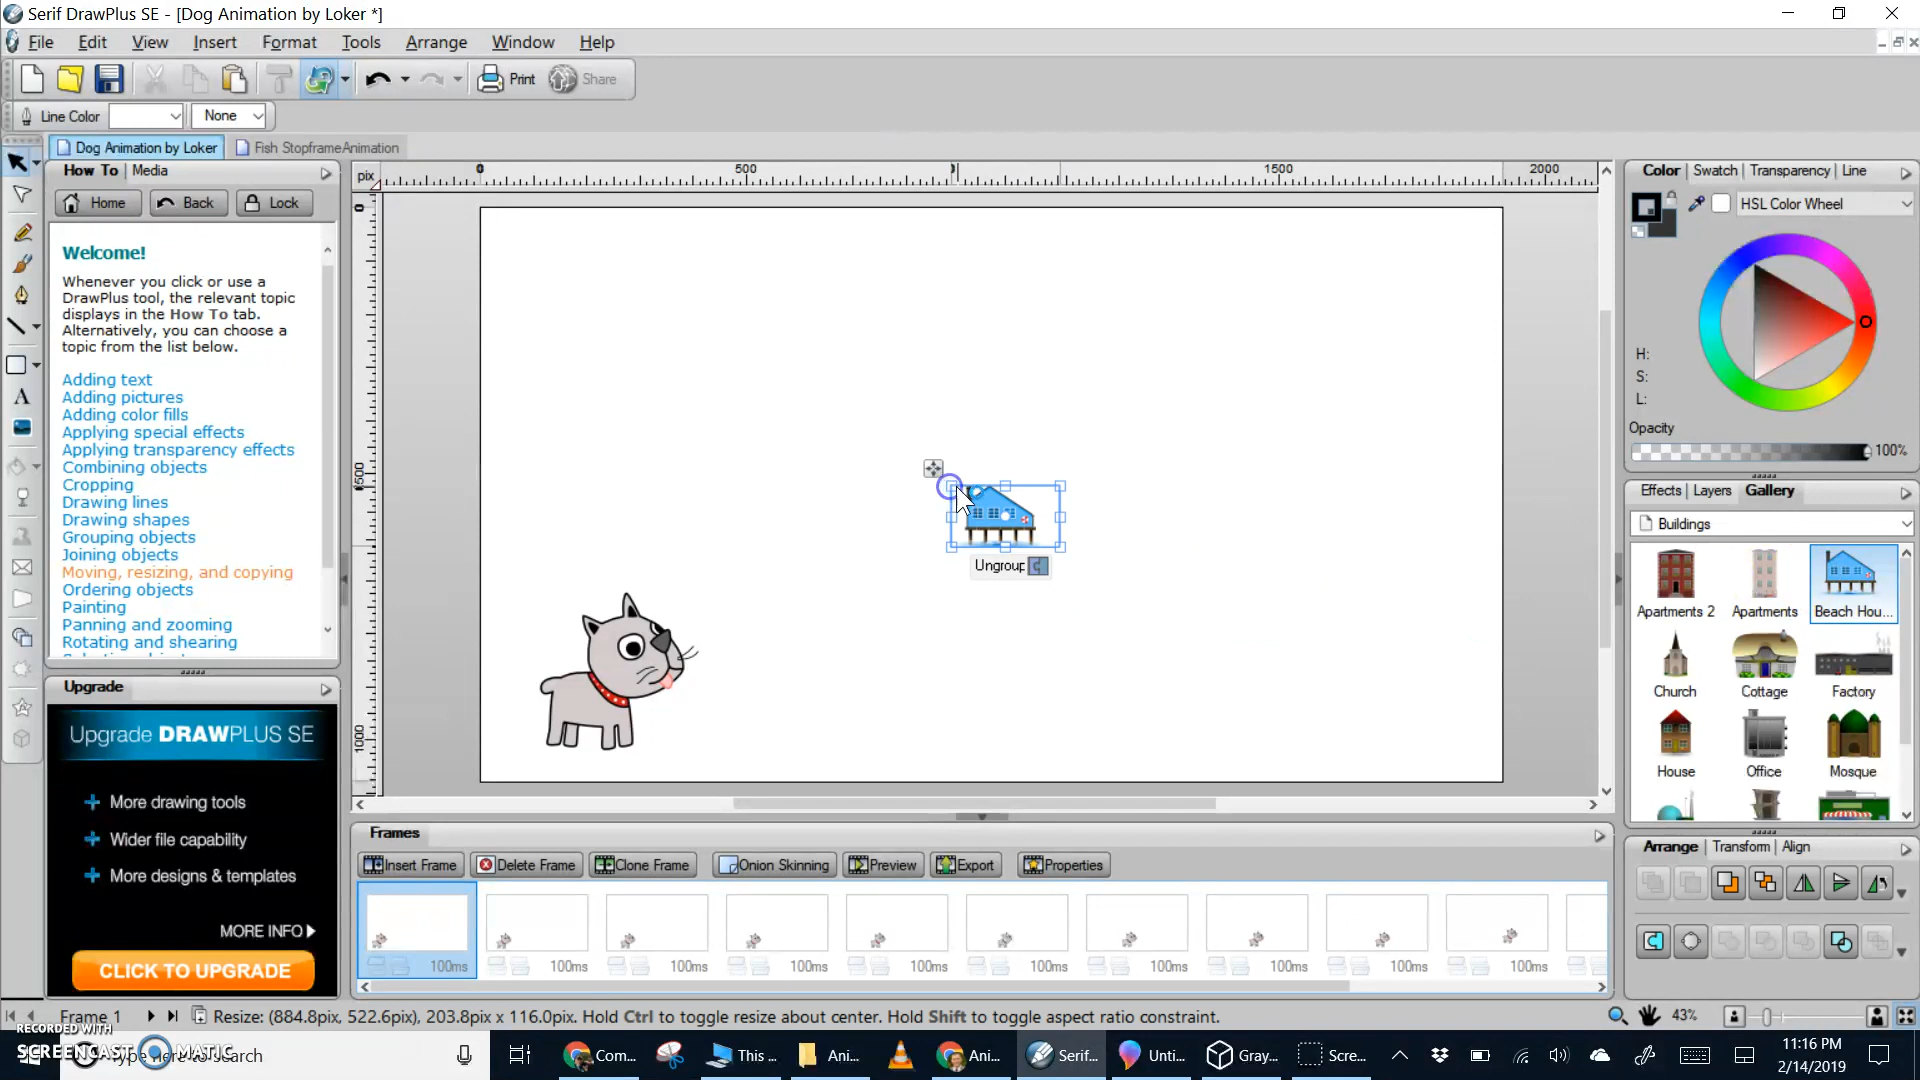 Serif DrawPlus SE - [Dog Animation by Loker *]
File Edit View Insert Format Tools Arrange Window Help
Print Share
Line Color None
Dog Animation by Loker Fish StopframeAnimation
How To Media
Home Back Lock
Welcome!
Whenever you click or use a
DrawPlus tool, the relevant topic
displays in the How To tab.
Alternatively, you can choose a
topic from the list below.
Adding text
Adding pictures
Adding color fills
Applying special effects
Applying transparency effects
Combining objects
Cropping
Drawing lines
Drawing shapes
Grouping objects
Joining objects
Moving, resizing, and copying
Ordering objects
Painting
Panning and zooming
Rotating and shearing
Upgrade
Upgrade DRAWPLUS SE
More drawing tools
Wider file capability
More designs & templates
MORE INFO
CLICK TO UPGRADE
pix 0 500 1500 2000
0
500
1000
Ungroup
Color Swatch Transparency Line
HSL Color Wheel
H:
S:
L:
Opacity
100%
Effects Layers Gallery
Buildings
Apartments 2 Apartments Beach Hou...
Church Cottage Factory
House Office Mosque
Arrange Transform Align
Frames
Insert Frame Delete Frame Clone Frame Onion Skinning Preview Export Properties
100ms 100ms 100ms 100ms 100ms 100ms 100ms 100ms 100ms 100ms
Frame 1 Resize: (884.8pix, 522.6pix), 203.8pix x 116.0pix. Hold Ctrl to toggle resize about center. Hold Shift to toggle aspect ratio constraint. 43%
RECORDED WITH
SCREENCAST MATIC
Type here to search
Com... This ... Ani... Ani... Serif... Unti... Gray... Scre...
11:16 PM
2/14/2019